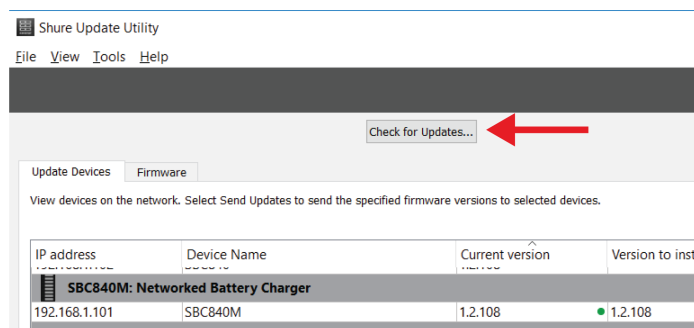 Shure Update Utility
File View Tools Help
Check for Updates...
Update Devices Firmware
View devices on the network. Select Send Updates to send the specified firmware versions to selected devices.
IP address Device Name Current version Version to inst
SBC840M: Networked Battery Charger
192.168.1.101 SBC840M 1.2.108 1.2.108